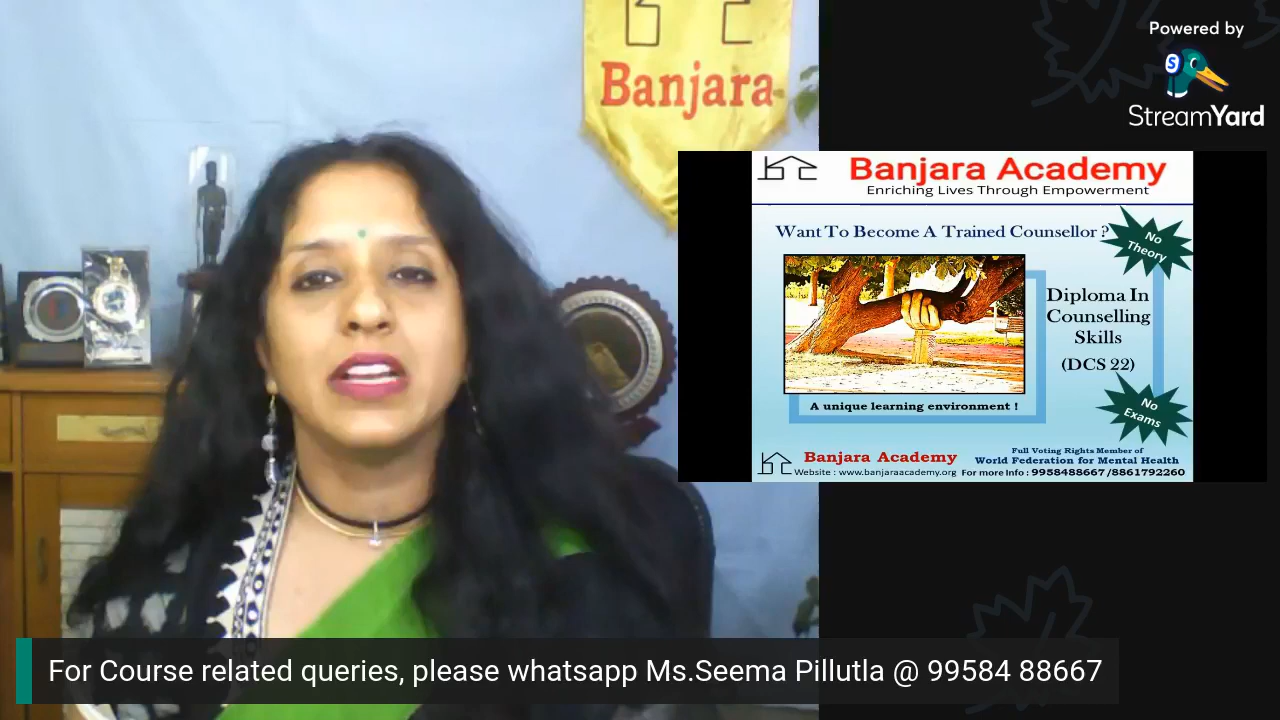 Banjara
Powered by
StreamYard
Banjara Academy
Enriching Lives Through Empowerment
Want To Become A Trained Counsellor ?
No
Theory
Diploma In
Counselling
Skills
(DCS 22)
No
Exams
A unique learning environment !
Banjara Academy
Website : www.banjaraacademy.org
Full Voting Rights Member of
World Federation for Mental Health
For more Info : 9958488667 /8861792260
For Course related queries, please whatsapp Ms.Seema Pillutla @ 99584 88667